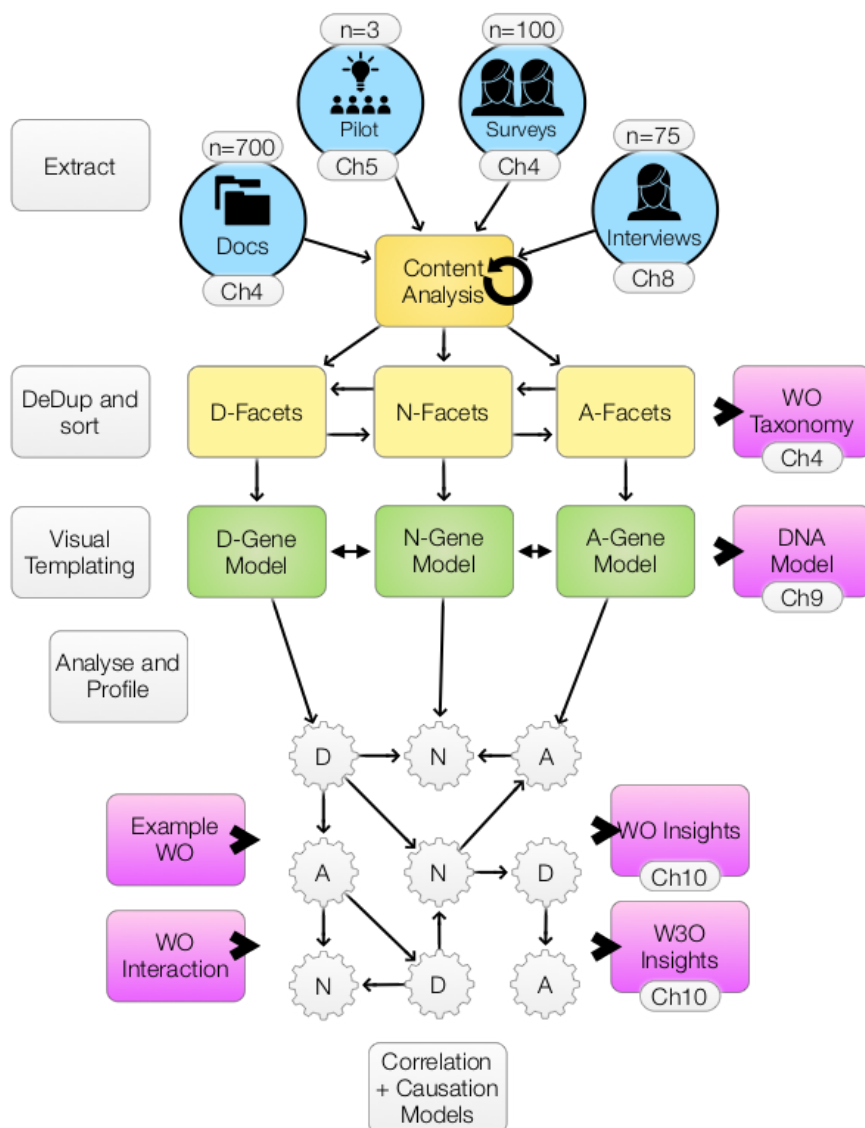 n=3
n=100
Pilot
Surveys
n=700
n=75
Extract
Ch5
Ch4
Docs
Interviews
Content
Analysis
Ch4
Ch8
DeDup and
sort
D-Facets
N-Facets
A-Facets
WO
Taxonomy
Ch4
Visual
Templating
D-Gene
Model
N-Gene
Model
A-Gene
Model
DNA
Model
Ch9
Analyse and
Profile
D
N
A
Example
WO
A
N
D
WO Insights
Ch10
WO
Interaction
N
D
A
W3O
Insights
Ch10
Correlation
+ Causation
Models